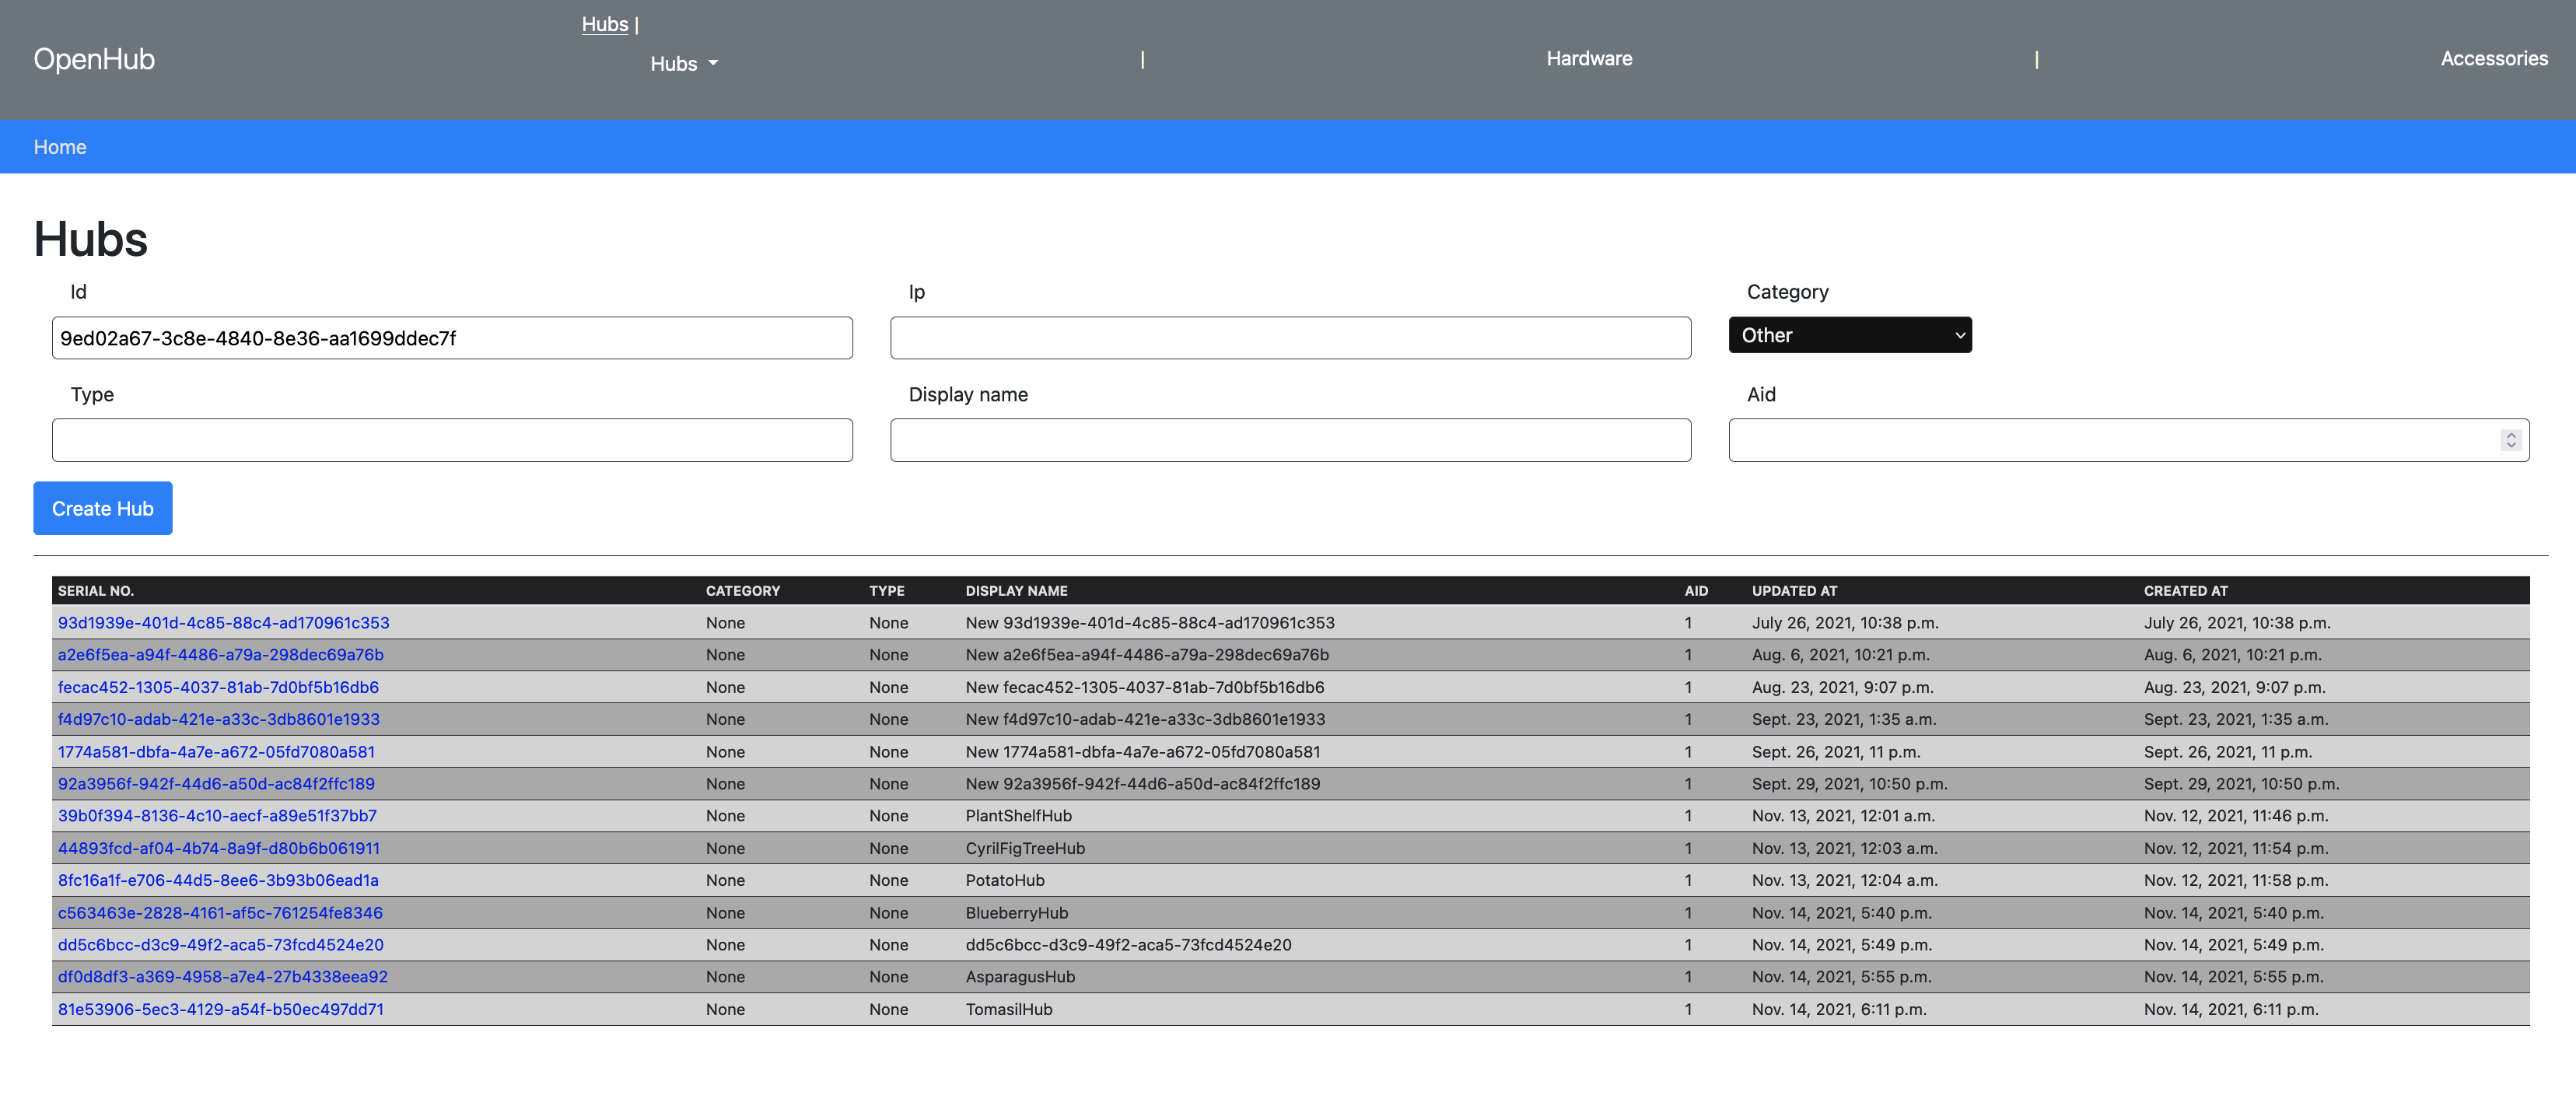 Hubs |
OpenHub Hubs | Hardware | Accessories
Home
Hubs
Id Ip Category
9ed02a67-3c8e-4840-8e36-aa1699ddec7f Other
Type Display name Aid
Create Hub
SERIAL NO. CATEGORY TYPE DISPLAY NAME AID UPDATED AT CREATED AT
93d1939e-401d-4c85-88c4-ad170961c353 None None New 93d1939e-401d-4c85-88c4-ad170961c353 1 July 26, 2021, 10:38 p.m. July 26, 2021, 10:38 p.m.
a2e6f5ea-a94f-4486-a79a-298dec69a76b None None New a2e6f5ea-a94f-4486-a79a-298dec69a76b 1 Aug. 6, 2021, 10:21 p.m. Aug. 6, 2021, 10:21 p.m.
fecac452-1305-4037-81ab-7d0bf5b16db6 None None New fecac452-1305-4037-81ab-7d0bf5b16db6 1 Aug. 23, 2021, 9:07 p.m. Aug. 23, 2021, 9:07 p.m.
f4d97c10-adab-421e-a33c-3db8601e1933 None None New f4d97c10-adab-421e-a33c-3db8601e1933 1 Sept. 23, 2021, 1:35 a.m. Sept. 23, 2021, 1:35 a.m.
1774a581-dbfa-4a7e-a672-05fd7080a581 None None New 1774a581-dbfa-4a7e-a672-05fd7080a581 1 Sept. 26, 2021, 11 p.m. Sept. 26, 2021, 11 p.m.
92a3956f-942f-44d6-a50d-ac84f2ffc189 None None New 92a3956f-942f-44d6-a50d-ac84f2ffc189 1 Sept. 29, 2021, 10:50 p.m. Sept. 29, 2021, 10:50 p.m.
39b0f394-8136-4c10-aecf-a89e51f37bb7 None None PlantShelfHub 1 Nov. 13, 2021, 12:01 a.m. Nov. 12, 2021, 11:46 p.m.
44893fcd-af04-4b74-8a9f-d80b6b061911 None None CyrilFigTreeHub 1 Nov. 13, 2021, 12:03 a.m. Nov. 12, 2021, 11:54 p.m.
8fc16a1f-e706-44d5-8ee6-3b93b06ead1a None None PotatoHub 1 Nov. 13, 2021, 12:04 a.m. Nov. 12, 2021, 11:58 p.m.
c563463e-2828-4161-af5c-761254fe8346 None None BlueberryHub 1 Nov. 14, 2021, 5:40 p.m. Nov. 14, 2021, 5:40 p.m.
dd5c6bcc-d3c9-49f2-aca5-73fcd4524e20 None None dd5c6bcc-d3c9-49f2-aca5-73fcd4524e20 1 Nov. 14, 2021, 5:49 p.m. Nov. 14, 2021, 5:49 p.m.
df0d8df3-a369-4958-a7e4-27b4338eea92 None None AsparagusHub 1 Nov. 14, 2021, 5:55 p.m. Nov. 14, 2021, 5:55 p.m.
81e53906-5ec3-4129-a54f-b50ec497dd71 None None TomasilHub 1 Nov. 14, 2021, 6:11 p.m. Nov. 14, 2021, 6:11 p.m.